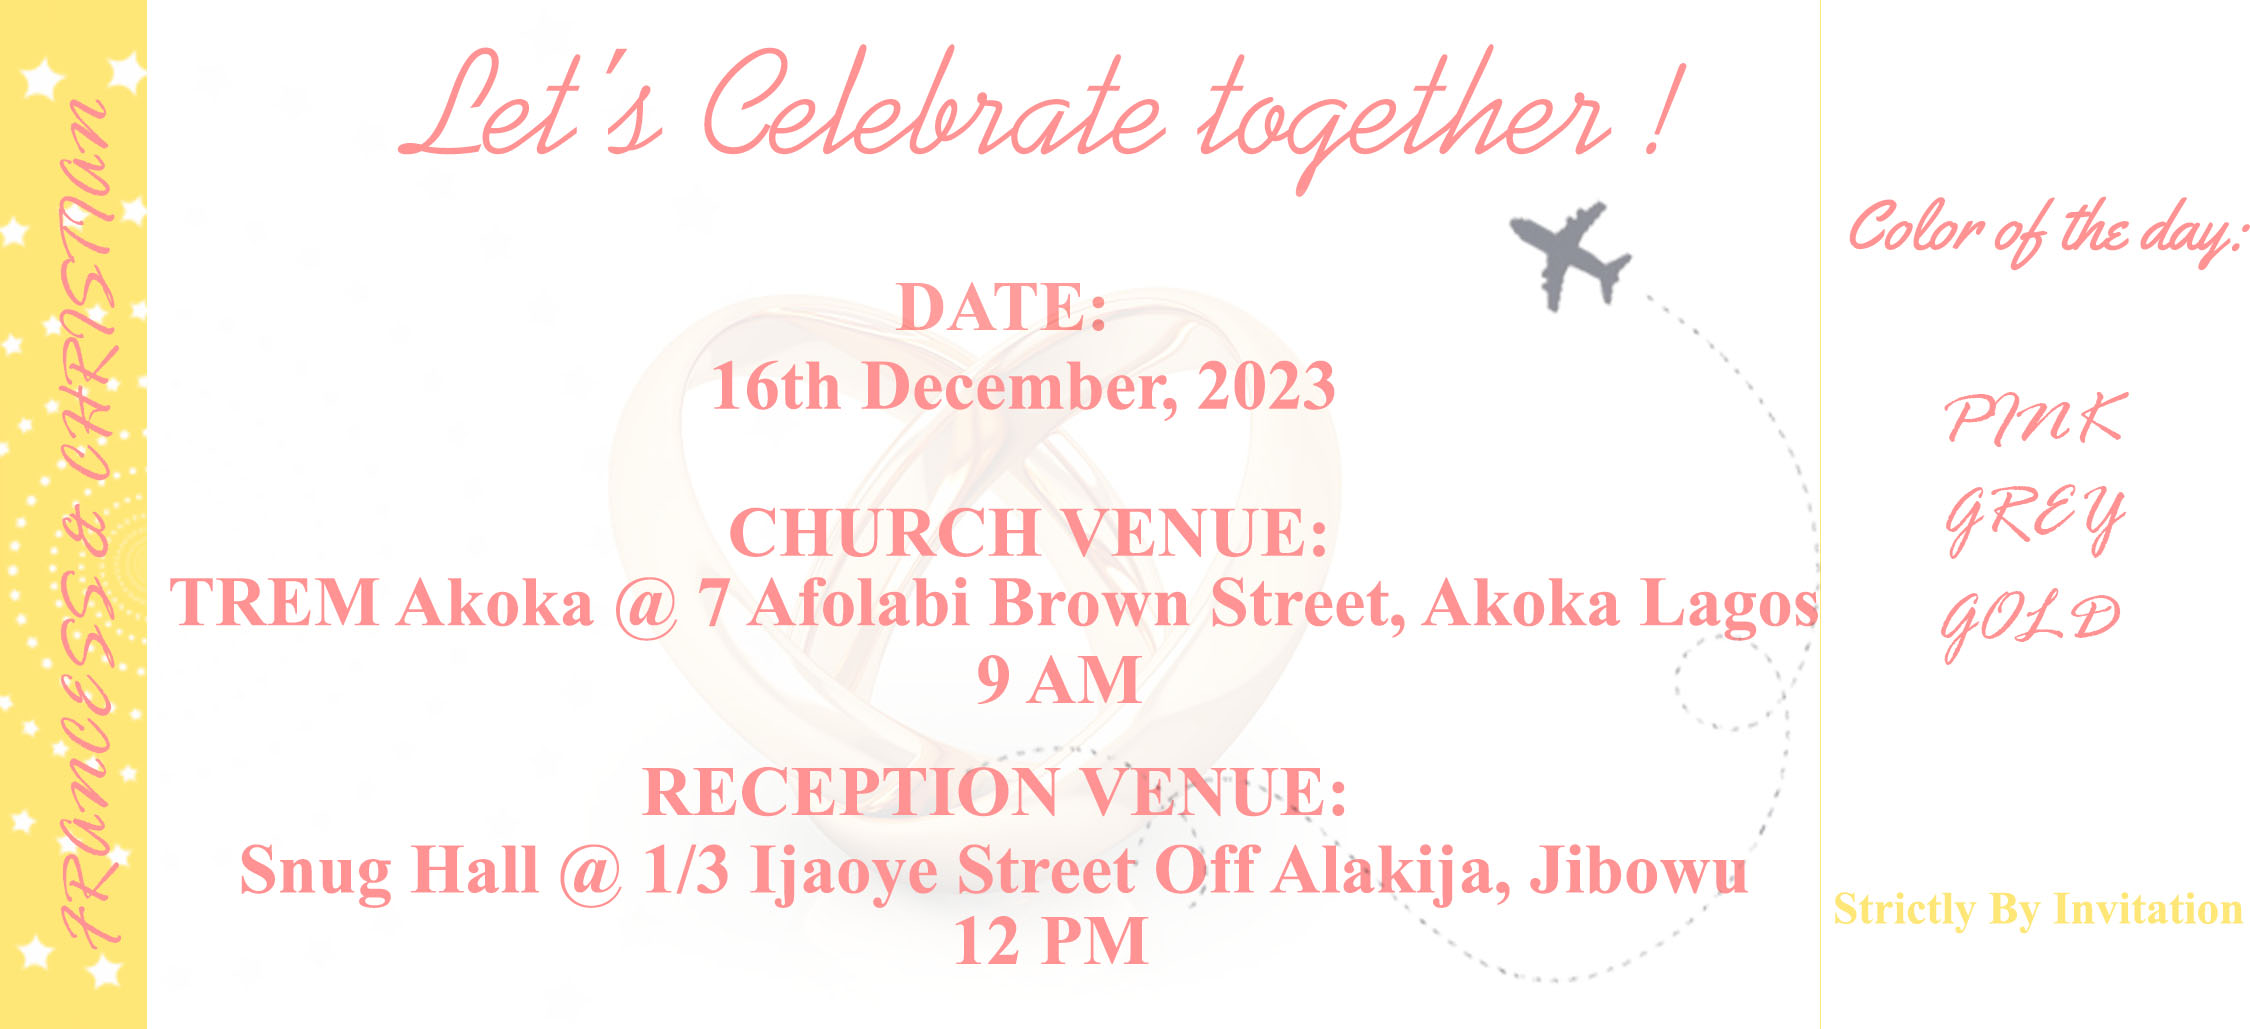 FRANCESS & CHRISTIAN
Let's Celebrate together !
DATE:
16th December, 2023
CHURCH VENUE:
TREM Akoka @ 7 Afolabi Brown Street, Akoka Lagos
9 AM
RECEPTION VENUE:
Snug Hall @ 1/3 Ijaoye Street Off Alakija, Jibowu
12 PM
Color of the day:
PINK
GREY
GOLD
Strictly By Invitation